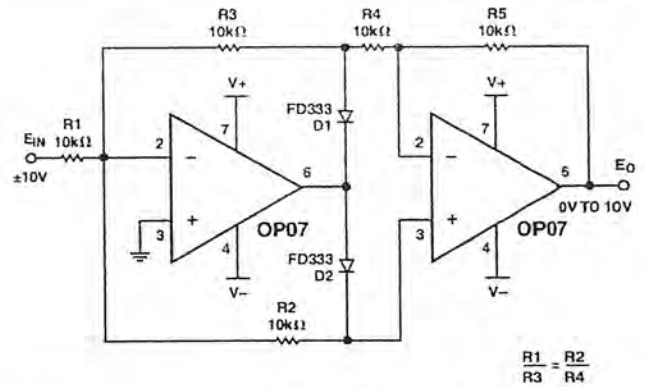 R3
10kΩ
R4
10kΩ
R5
10kΩ
V+
V+
FD333
D1
R1
10kΩ
EIN
±10V
7
7
2
−
6
2
−
5
EO
0V TO 10V
+
3
4
OP07
+
3
4
OP07
FD333
D2
V−
V−
R2
10kΩ
R1
R3
=
R2
R4